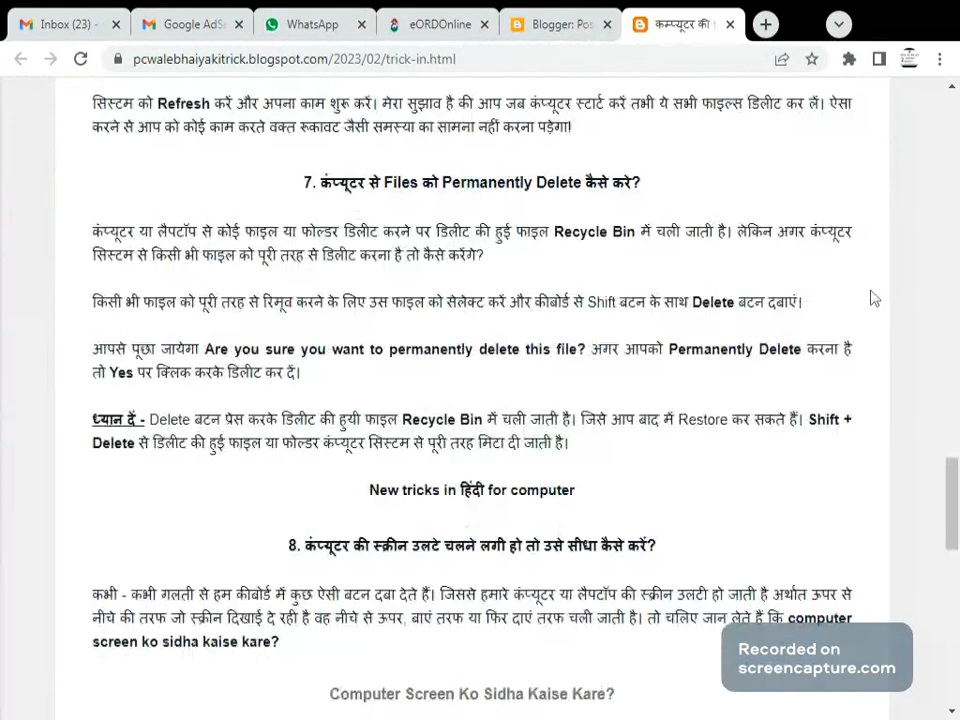 Inbox (23) -
Google AdSe
WhatsApp
eORDOnline
Blogger: Pos
कम्प्यूटर की
pcwalebhaiyakitrick.blogspot.com/2023/02/trick-in.html
सिस्टम को Refresh करें और अपना काम शुरू करें। मेरा सुझाव है की आप जब कंप्यूटर स्टार्ट करें तभी ये सभी फाइल्स डिलीट कर लें। ऐसा
करने से आप को कोई काम करते वक्त रूकावट जैसी समस्या का सामना नहीं करना पड़ेगा!
7. कंप्यूटर से Files को Permanently Delete कैसे करे?
कंप्यूटर या लैपटॉप से कोई फाइल या फोल्डर डिलीट करने पर डिलीट की हुई फाइल Recycle Bin में चली जाती है। लेकिन अगर कंप्यूटर
सिस्टम से किसी भी फाइल को पूरी तरह से डिलीट करना है तो कैसे करेंगे?
किसी भी फाइल को पूरी तरह से रिमूव करने के लिए उस फाइल को सेलेक्ट करें और कीबोर्ड से Shift बटन के साथ Delete बटन दबाएं।
आपसे पूछा जायेगा Are you sure you want to permanently delete this file? अगर आपको Permanently Delete करना है
तो Yes पर क्लिक करके डिलीट कर दें।
ध्यान दें - Delete बटन प्रेस करके डिलीट की हुयी फाइल Recycle Bin में चली जाती है। जिसे आप बाद में Restore कर सकते हैं। Shift +
Delete से डिलीट की हुई फाइल या फोल्डर कंप्यूटर सिस्टम से पूरी तरह मिटा दी जाती है।
New tricks in हिंदी for computer
8. कंप्यूटर की स्क्रीन उलटे चलने लगी हो तो उसे सीधा कैसे करें?
कभी - कभी गलती से हम कीबोर्ड में कुछ ऐसी बटन दबा देते हैं। जिससे हमारे कंप्यूटर या लैपटॉप की स्क्रीन उलटी हो जाती है अर्थात ऊपर से
नीचे की तरफ जो स्क्रीन दिखाई दे रही है वह नीचे से ऊपर, बाएं तरफ या फिर दाएं तरफ चली जाती है। तो चलिए जान लेते हैं कि computer
screen ko sidha kaise kare?
Recorded on
screencapture.com
Computer Screen Ko Sidha Kaise Kare?